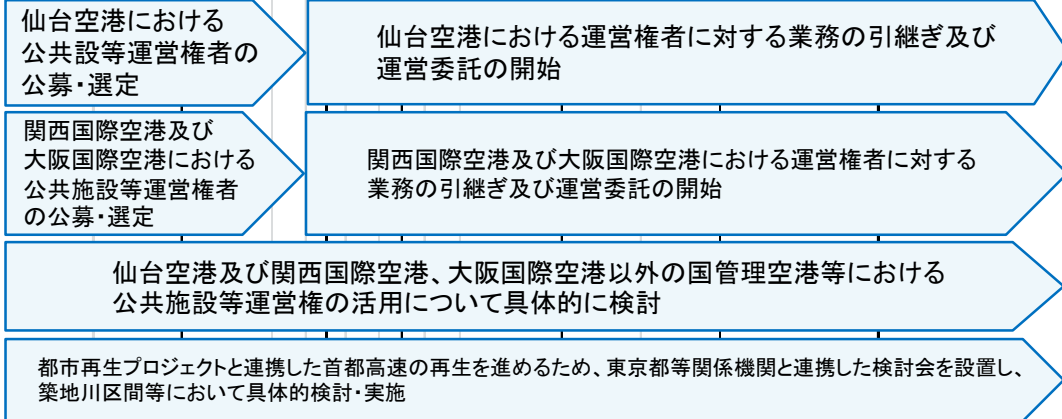 仙台空港における
公共設等運営権者の
公募・選定
仙台空港における運営権者に対する業務の引継ぎ及び
運営委託の開始
関西国際空港及び
大阪国際空港における
公共施設等運営権者
の公募・選定
関西国際空港及び大阪国際空港における運営権者に対する
業務の引継ぎ及び運営委託の開始
仙台空港及び関西国際空港、大阪国際空港以外の国管理空港等における
公共施設等運営権の活用について具体的に検討
都市再生プロジェクトと連携した首都高速の再生を進めるため、東京都等関係機関と連携した検討会を設置し、
築地川区間等において具体的検討・実施